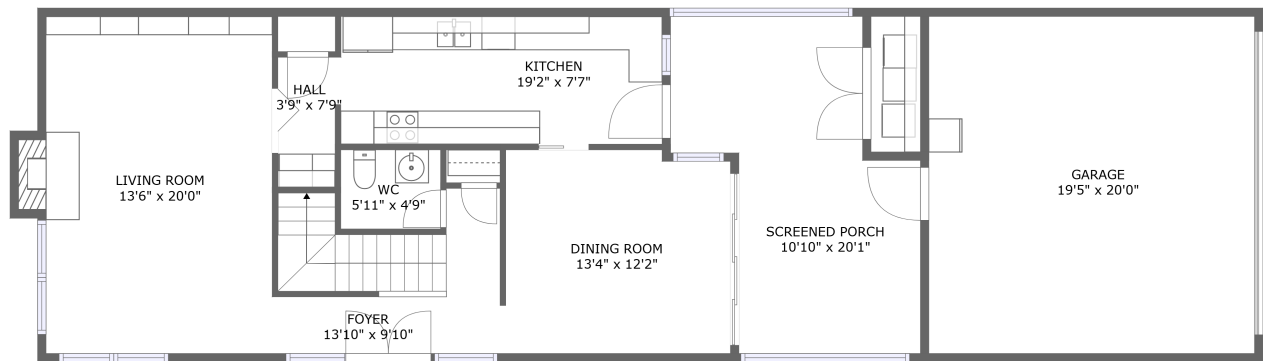 KITCHEN
19'2" x 7'7"
HALL
3'9" x 7'9"
LIVING ROOM
13'6" x 20'0"
WC
5'11" x 4'9"
GARAGE
19'5" x 20'0"
SCREENED PORCH
10'10" x 20'1"
DINING ROOM
13'4" x 12'2"
FOYER
13'10" x 9'10"